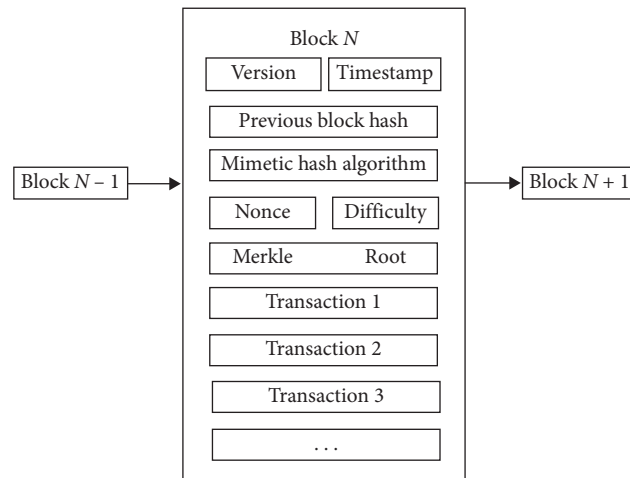 Block N
Version Timestamp
Previous block hash
Mimetic hash algorithm
Block N – 1
Block N + 1
Nonce Difficulty
Merkle Root
Transaction 1
Transaction 2
Transaction 3
. . .